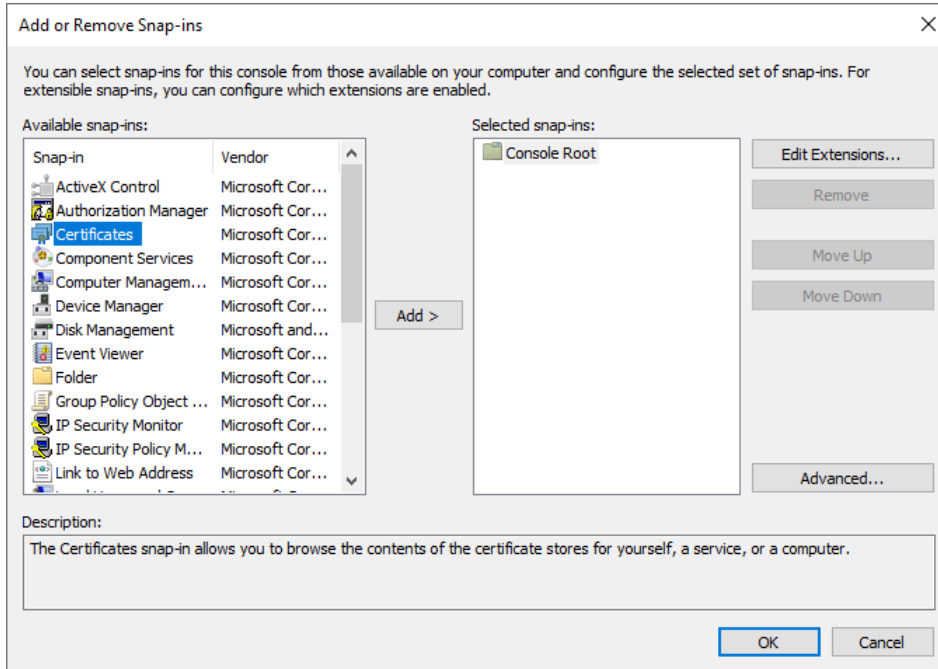 Add or Remove Snap-ins
You can select snap-ins for this console from those available on your computer and configure the selected set of snap-ins. For
extensible snap-ins, you can configure which extensions are enabled.
Available snap-ins:
Snap-in Vendor
ActiveX Control Microsoft Cor...
Authorization Manager Microsoft Cor...
Certificates Microsoft Cor...
Component Services Microsoft Cor...
Computer Managem... Microsoft Cor...
Device Manager Microsoft Cor...
Disk Management Microsoft and...
Event Viewer Microsoft Cor...
Folder Microsoft Cor...
Group Policy Object ... Microsoft Cor...
IP Security Monitor Microsoft Cor...
IP Security Policy M... Microsoft Cor...
Link to Web Address Microsoft Cor...
Add >
Selected snap-ins:
Console Root
Edit Extensions...
Remove
Move Up
Move Down
Advanced...
Description:
The Certificates snap-in allows you to browse the contents of the certificate stores for yourself, a service, or a computer.
OK Cancel